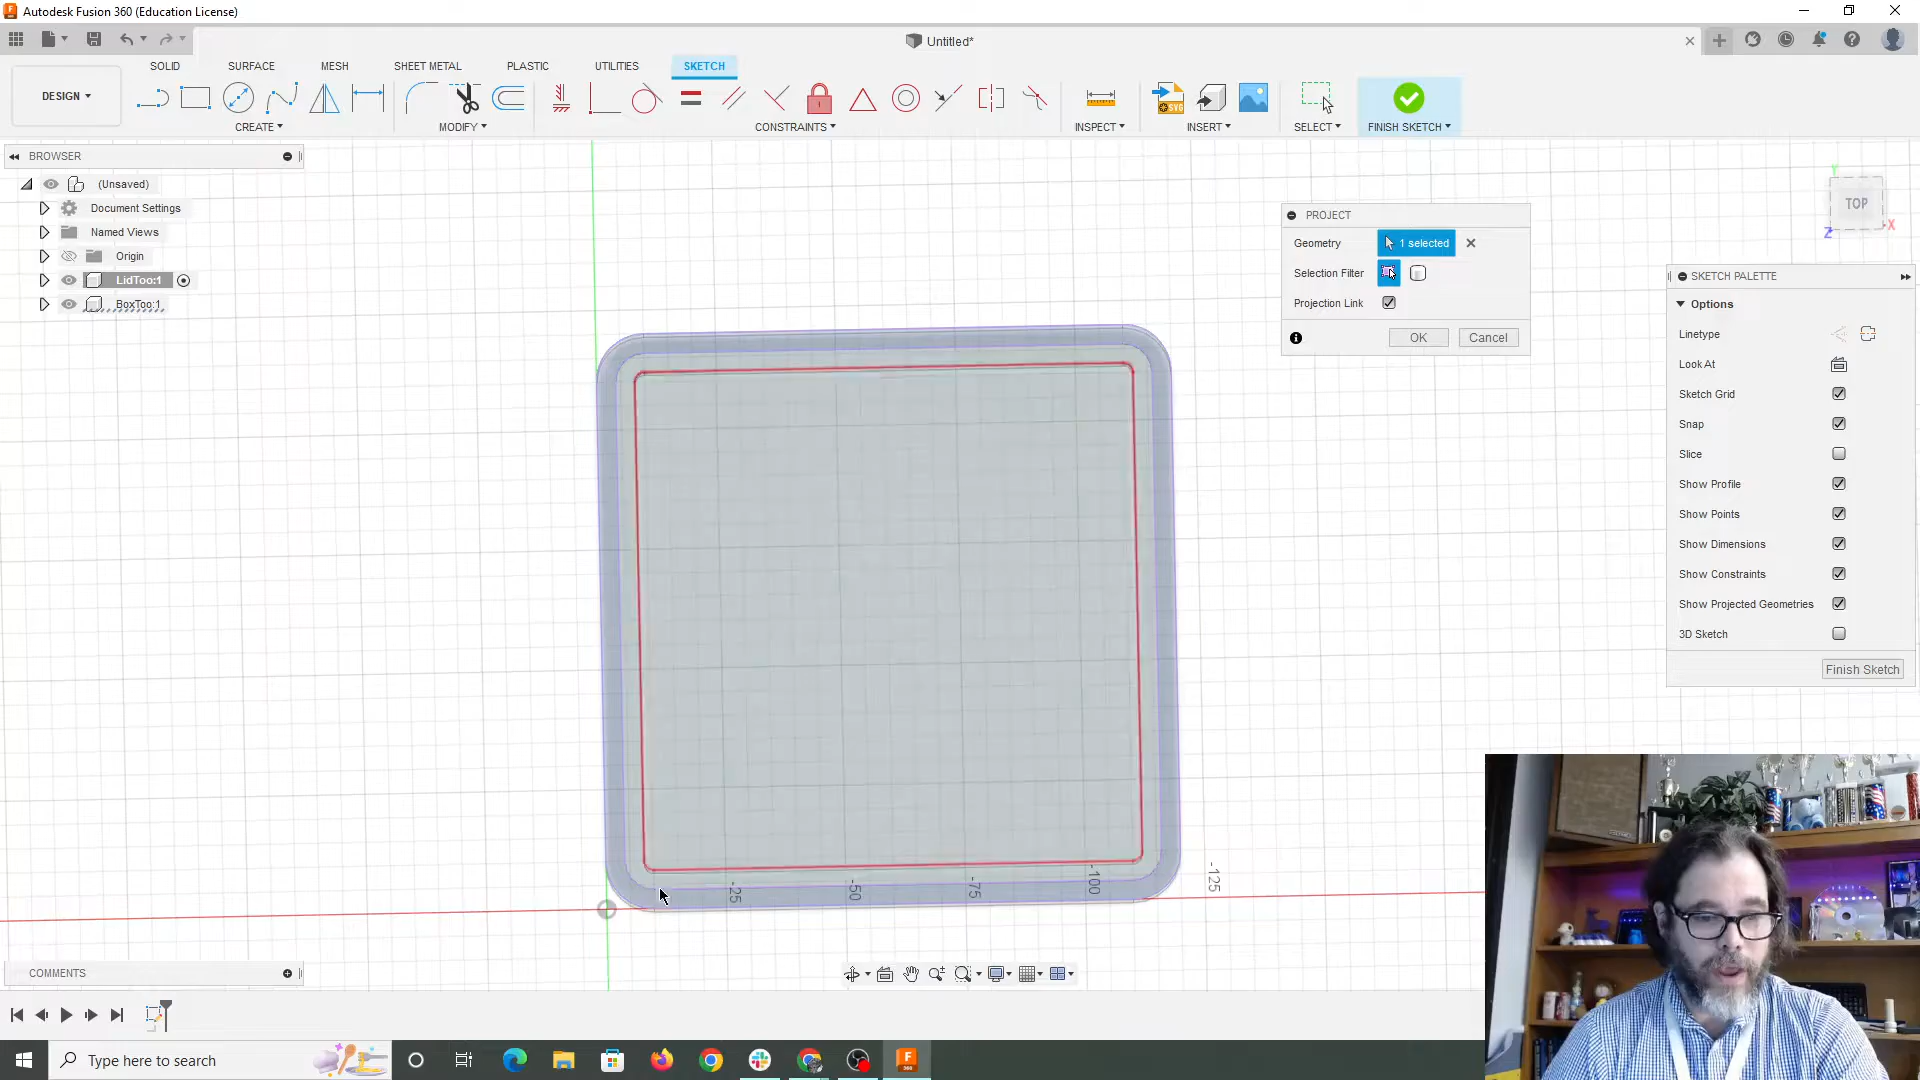 Autodesk Fusion 360 (Education License)
Untitled*
SOLID SURFACE MESH SHEET METAL PLASTIC UTILITIES SKETCH
DESIGN
CREATE MODIFY CONSTRAINTS INSPECT INSERT SELECT FINISH SKETCH
SVG
BROWSER
(Unsaved)
Document Settings
Named Views
Origin
LidToo:1
BoxToo:1
TOP
Y
X
Z
PROJECT
Geometry 1 selected
Selection Filter
Projection Link
OK Cancel
SKETCH PALETTE
Options
Linetype
Look At
Sketch Grid
Snap
Slice
Show Profile
Show Points
Show Dimensions
Show Constraints
Show Projected Geometries
3D Sketch
Finish Sketch
-25 -50 -75 -100 -125
COMMENTS
Type here to search
F
360